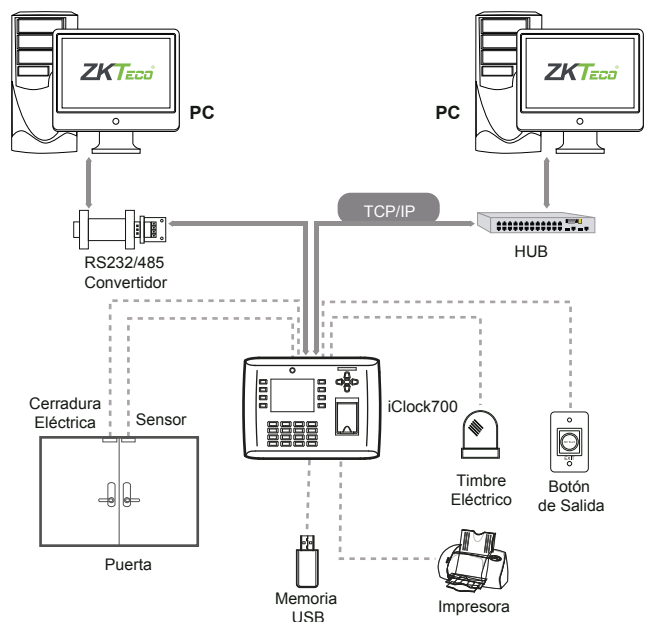 ZKTeco
ZKTeco
PC
PC
TCP/IP
RS232/485
Convertidor
HUB
Cerradura
Eléctrica
Sensor
iClock700
Timbre
Eléctrico
EXIT
Botón
de Salida
Puerta
Memoria
USB
Impresora